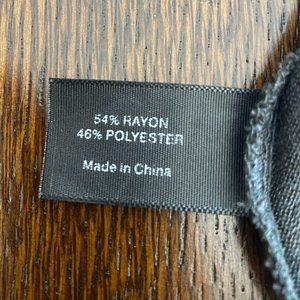 54% RAYON
46% POLYESTER
Made in China